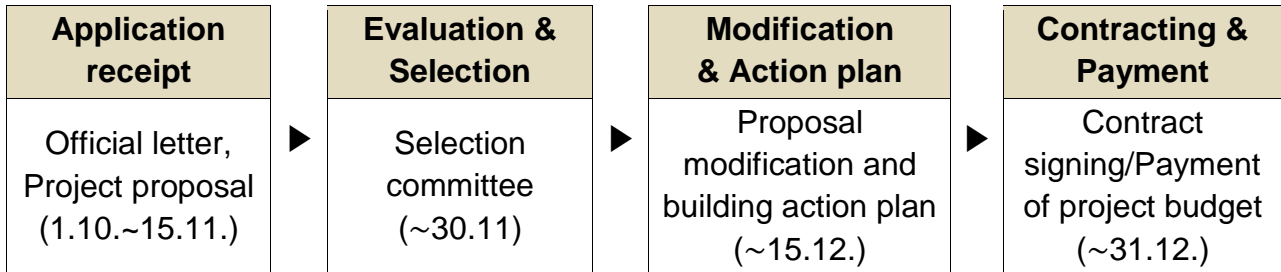 Application
receipt
Official letter,
Project proposal
(1.10.~15.11.)
Evaluation &
Selection
Selection
committee
(~30.11)
Modification
& Action plan
Proposal
modification and
building action plan
(~15.12.)
Contracting &
Payment
Contract
signing/Payment
of project budget
(~31.12.)